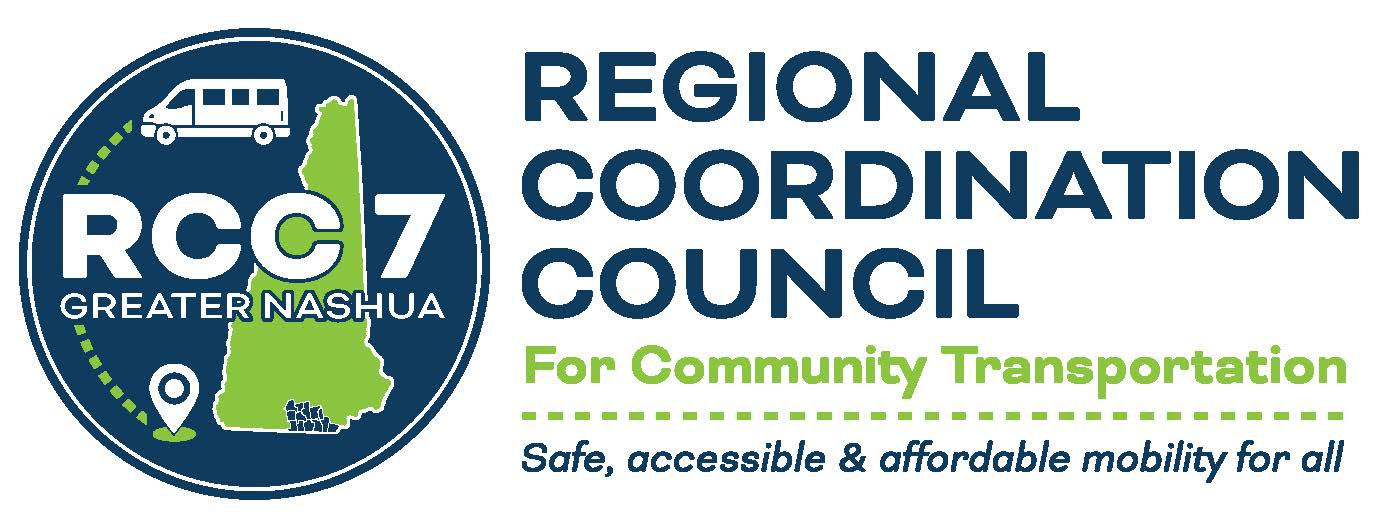 RCC 7
GREATER NASHUA
REGIONAL
COORDINATION
COUNCIL
For Community Transportation
Safe, accessible & affordable mobility for all